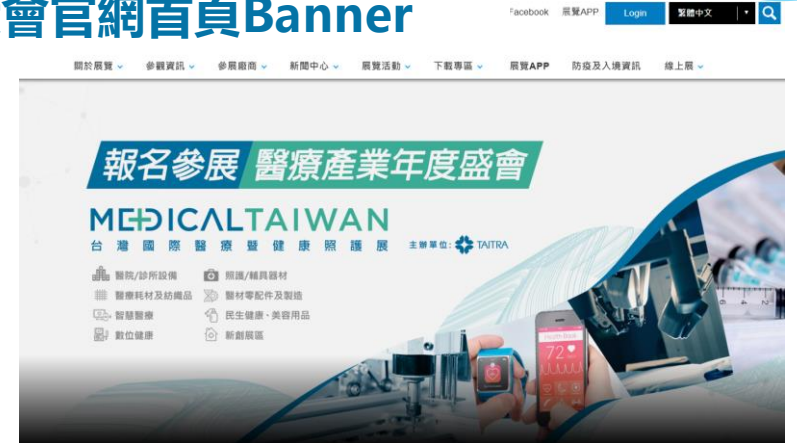 會官網首頁Banner
Facebook 展覽APP Login 繁體中文
關於展覽 參觀資訊 參展廠商 新聞中心 展覽活動 下載專區 展覽APP 防疫及入境資訊 線上展
報名參展 醫療產業年度盛會
MEDICALTAIWAN
台灣國際醫療暨健康照護展 主辦單位: TAITRA
醫院/診所設備 照護/輔具器材
醫療耗材及紡織品 醫材零配件及製造
智慧醫療 民生健康、美容用品
數位健康 新創展區
72